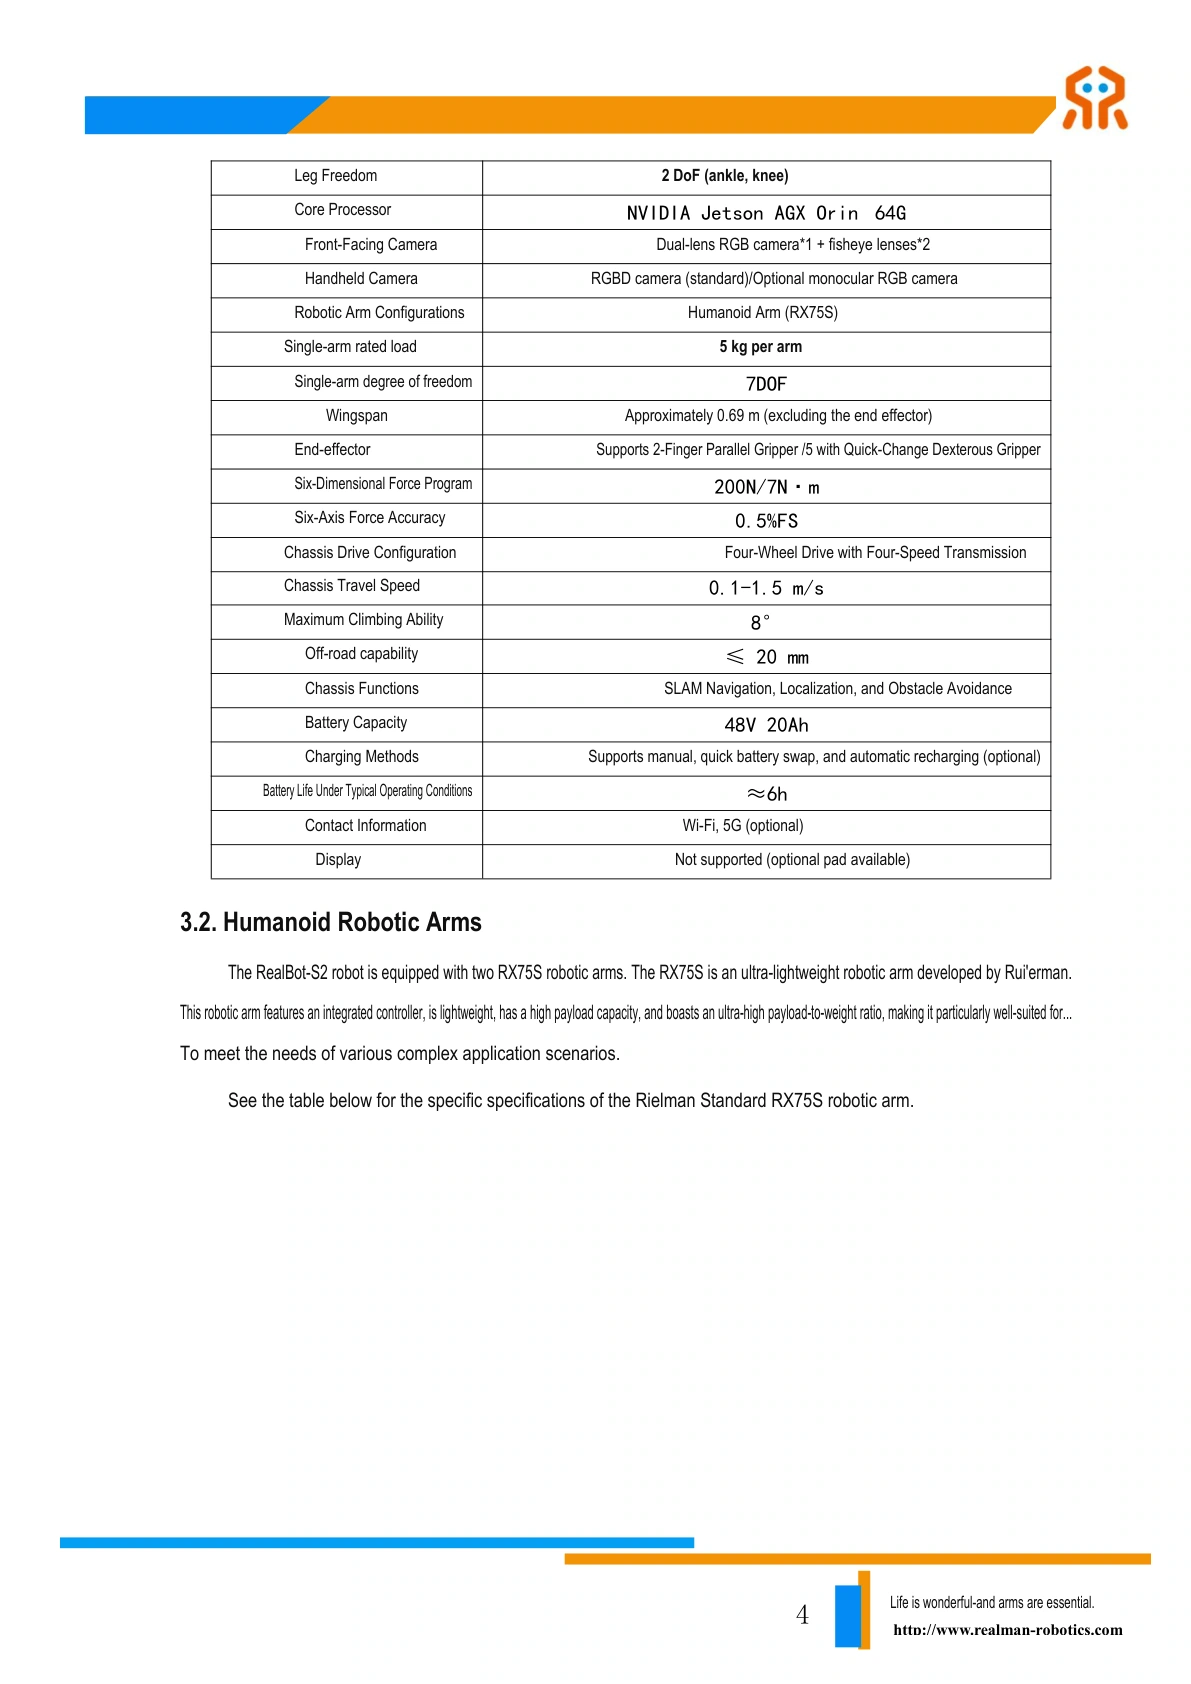 Leg Freedom 2 DoF (ankle, knee)
Core Processor NVIDIA Jetson AGX Orin 64G
Front-Facing Camera Dual-lens RGB camera*1 + fisheye lenses*2
Handheld Camera RGBD camera (standard)/Optional monocular RGB camera
Robotic Arm Configurations Humanoid Arm (RX75S)
Single-arm rated load 5 kg per arm
Single-arm degree of freedom 7DOF
Wingspan Approximately 0.69 m (excluding the end effector)
End-effector Supports 2-Finger Parallel Gripper /5 with Quick-Change Dexterous Gripper
Six-Dimensional Force Program 200N/7N·m
Six-Axis Force Accuracy 0.5%FS
Chassis Drive Configuration Four-Wheel Drive with Four-Speed Transmission
Chassis Travel Speed 0.1-1.5 m/s
Maximum Climbing Ability 8°
Off-road capability ≤ 20 mm
Chassis Functions SLAM Navigation, Localization, and Obstacle Avoidance
Battery Capacity 48V 20Ah
Charging Methods Supports manual, quick battery swap, and automatic recharging (optional)
Battery Life Under Typical Operating Conditions ≈6h
Contact Information Wi-Fi, 5G (optional)
Display Not supported (optional pad available)
3.2. Humanoid Robotic Arms
The RealBot-S2 robot is equipped with two RX75S robotic arms. The RX75S is an ultra-lightweight robotic arm developed by Rui'erman.
This robotic arm features an integrated controller, is lightweight, has a high payload capacity, and boasts an ultra-high payload-to-weight ratio, making it particularly well-suited for...
To meet the needs of various complex application scenarios.
See the table below for the specific specifications of the Rielman Standard RX75S robotic arm.
4
Life is wonderful-and arms are essential.
http://www.realman-robotics.com